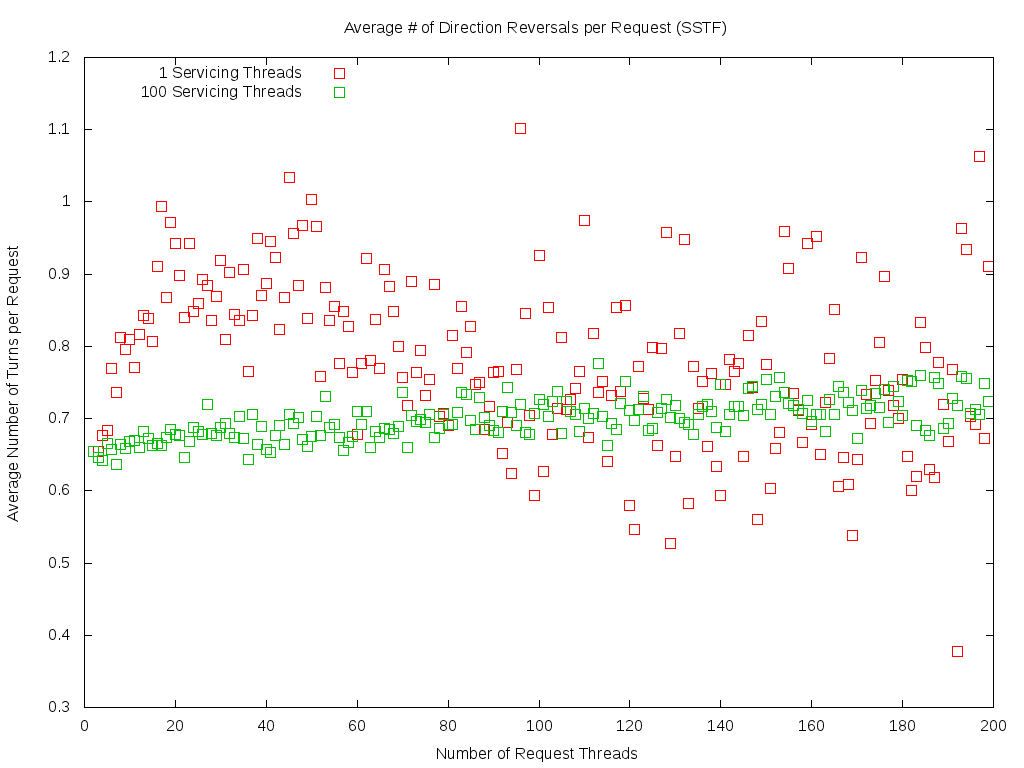 Average # of Direction Reversals per Request (SSTF)
1.2
1 Servicing Threads
100 Servicing Threads
1.1
1
0.9
0.8
0.7
0.6
0.5
0.4
0.3
Average Number of Turns per Request
0 20 40 60 80 100 120 140 160 180 200
Number of Request Threads